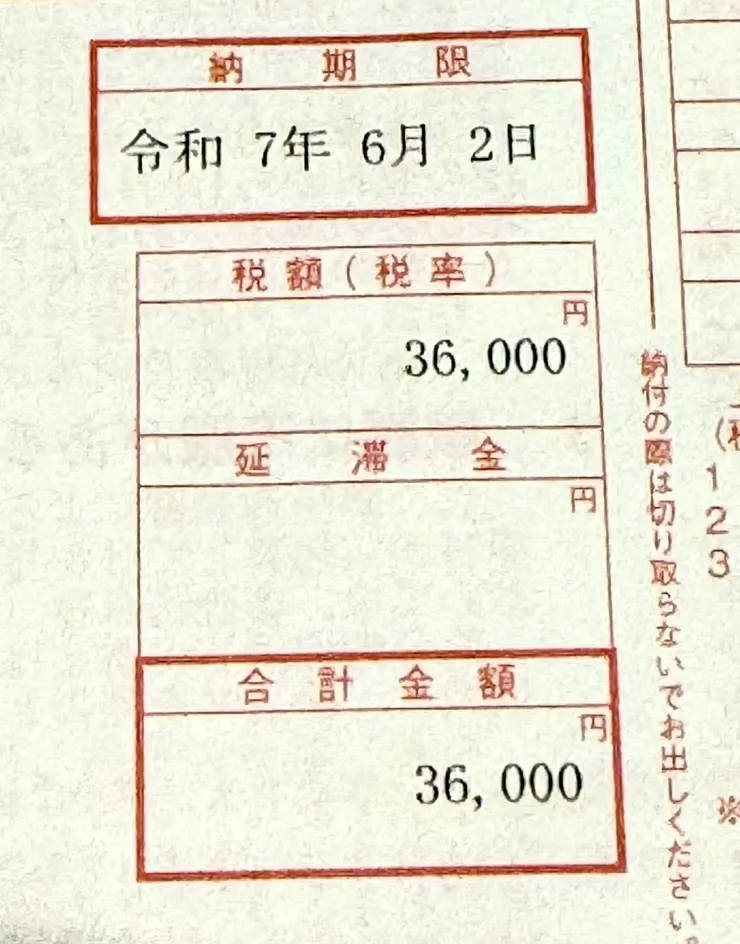 納期限
令和 7年 6月 2日
税額(税率)
円
36,000
延滞金
円
合計金額
円
36,000
納付の際は切り取らないでお出しください。
(税
1
2
3
※